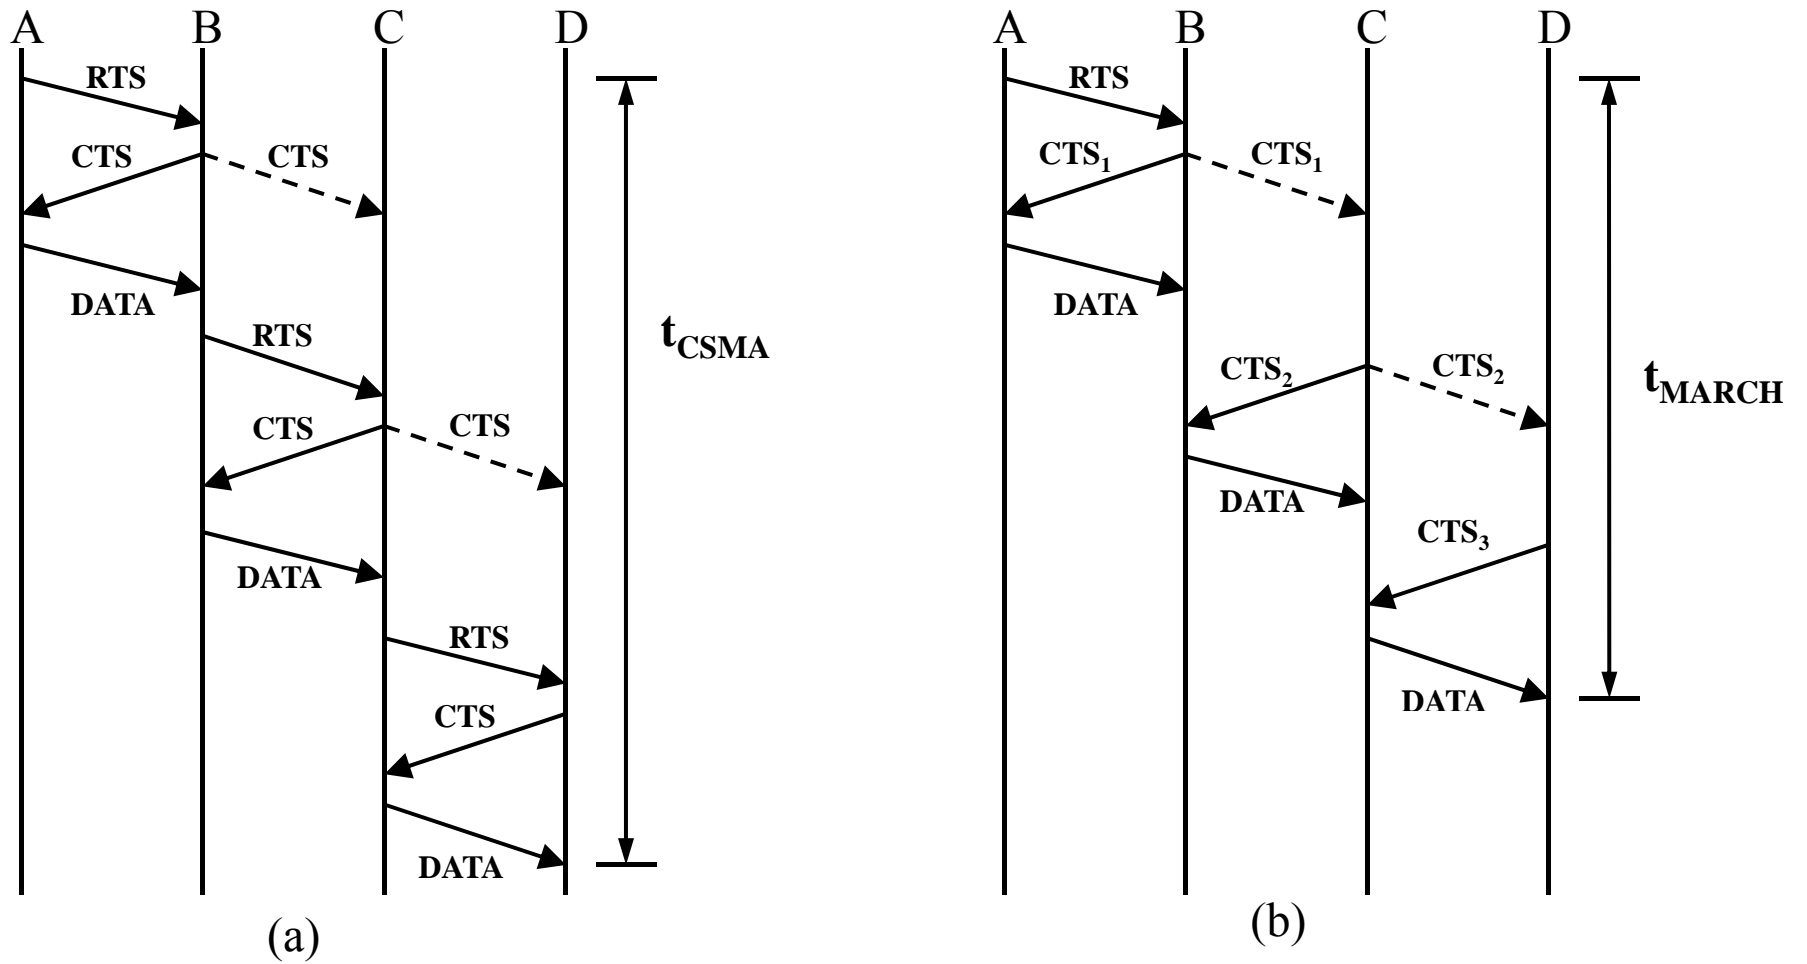 A B C D
RTS
CTS CTS
DATA
RTS
CTS CTS
DATA
RTS
CTS
DATA
t_CSMA
(a)
A B C D
RTS
CTS₁ CTS₁
DATA
CTS₂ CTS₂
DATA
CTS₃
DATA
t_MARCH
(b)